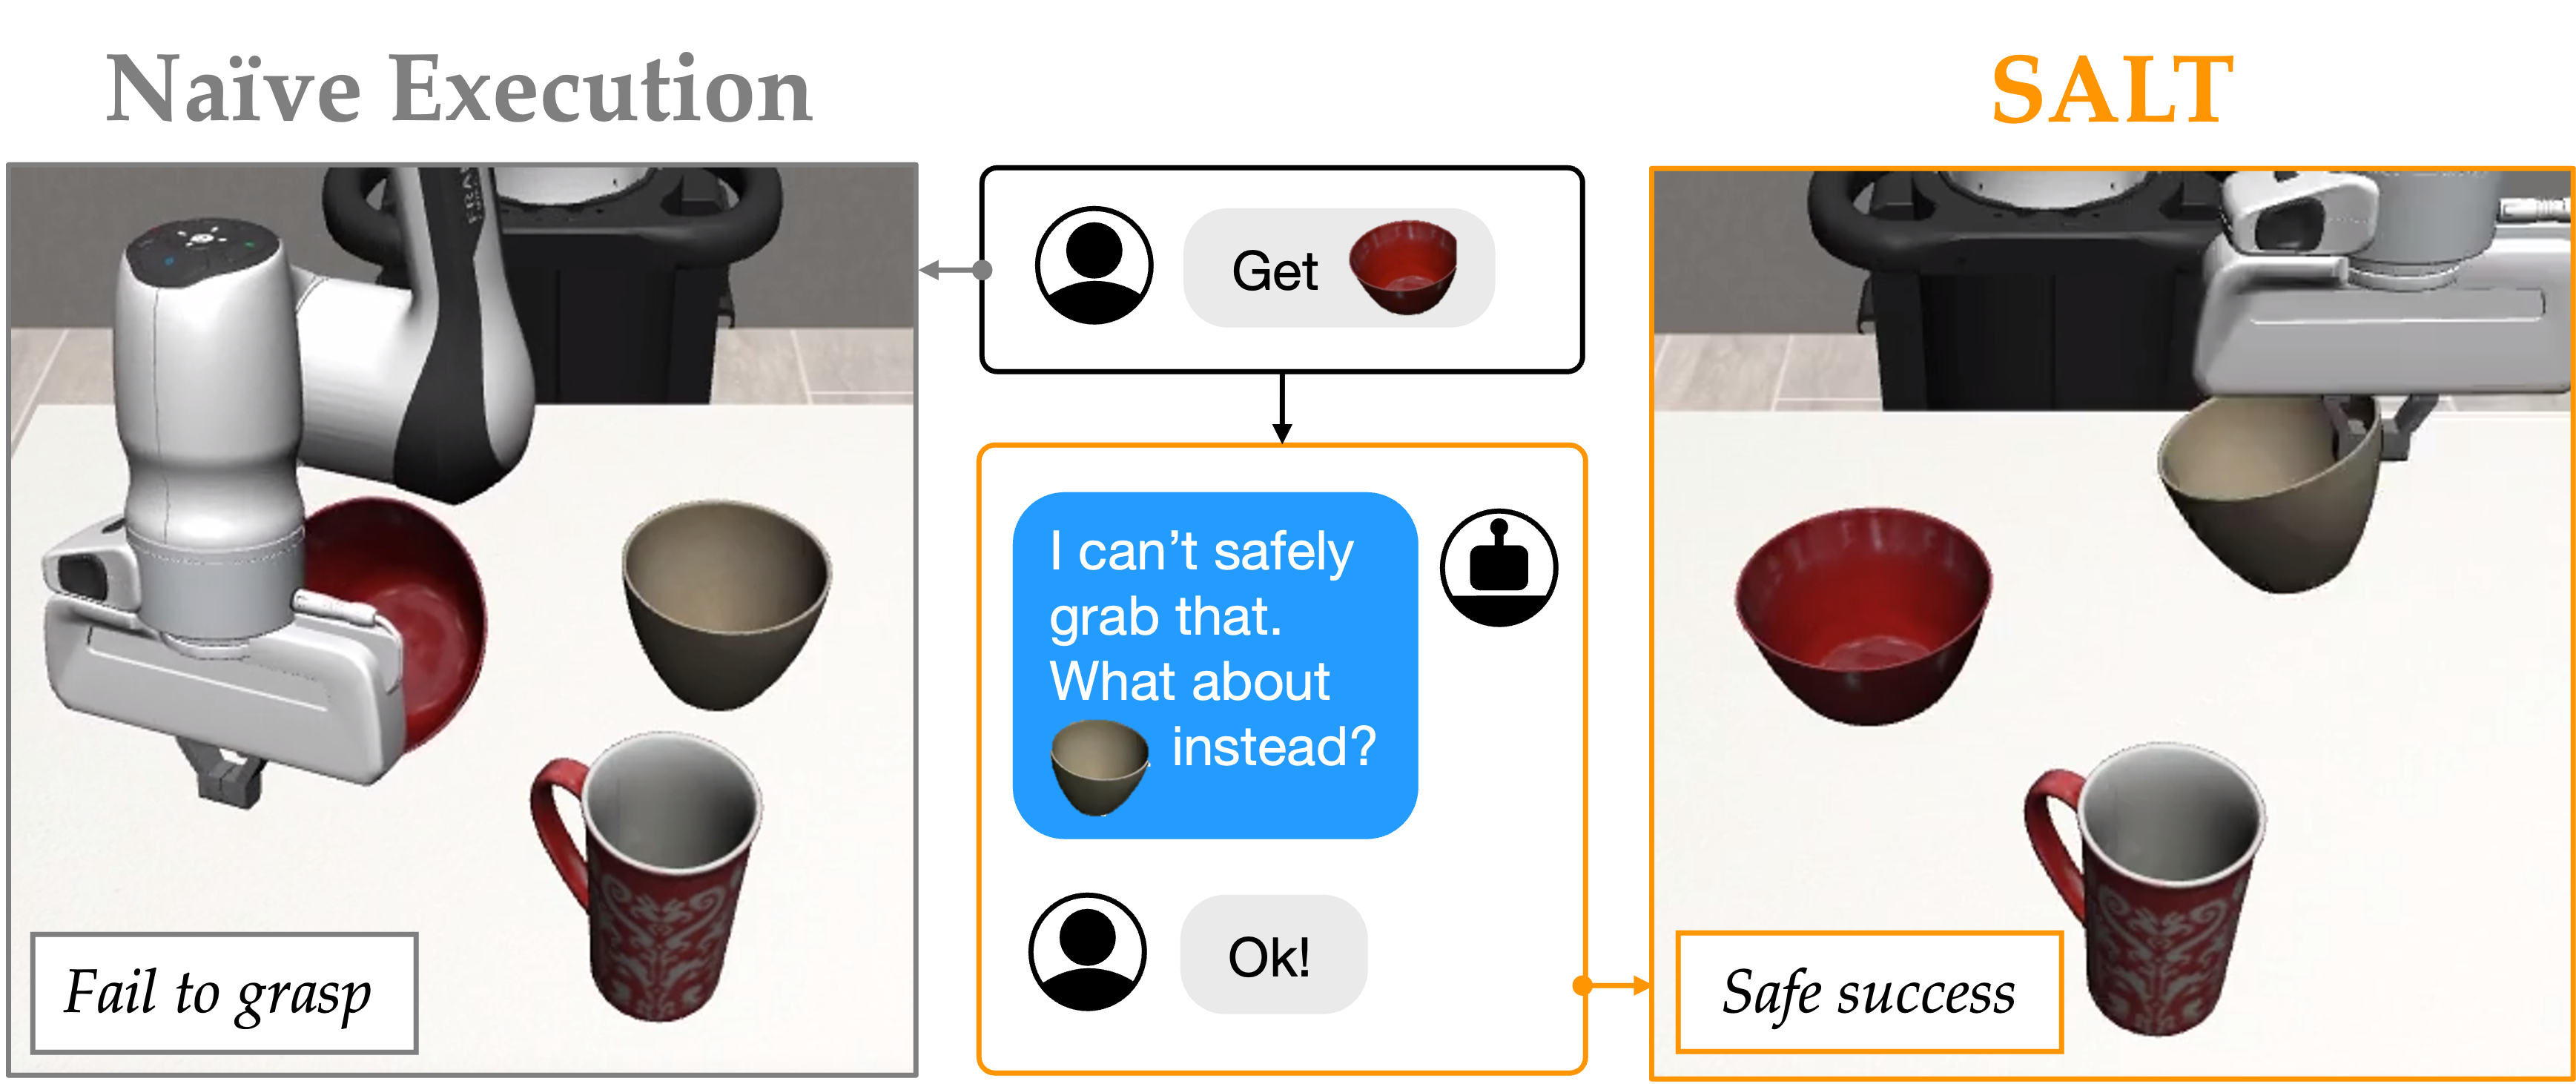 Naïve Execution
SALT
Get
I can't safely
grab that.
What about
instead?
Ok!
Fail to grasp
Safe success